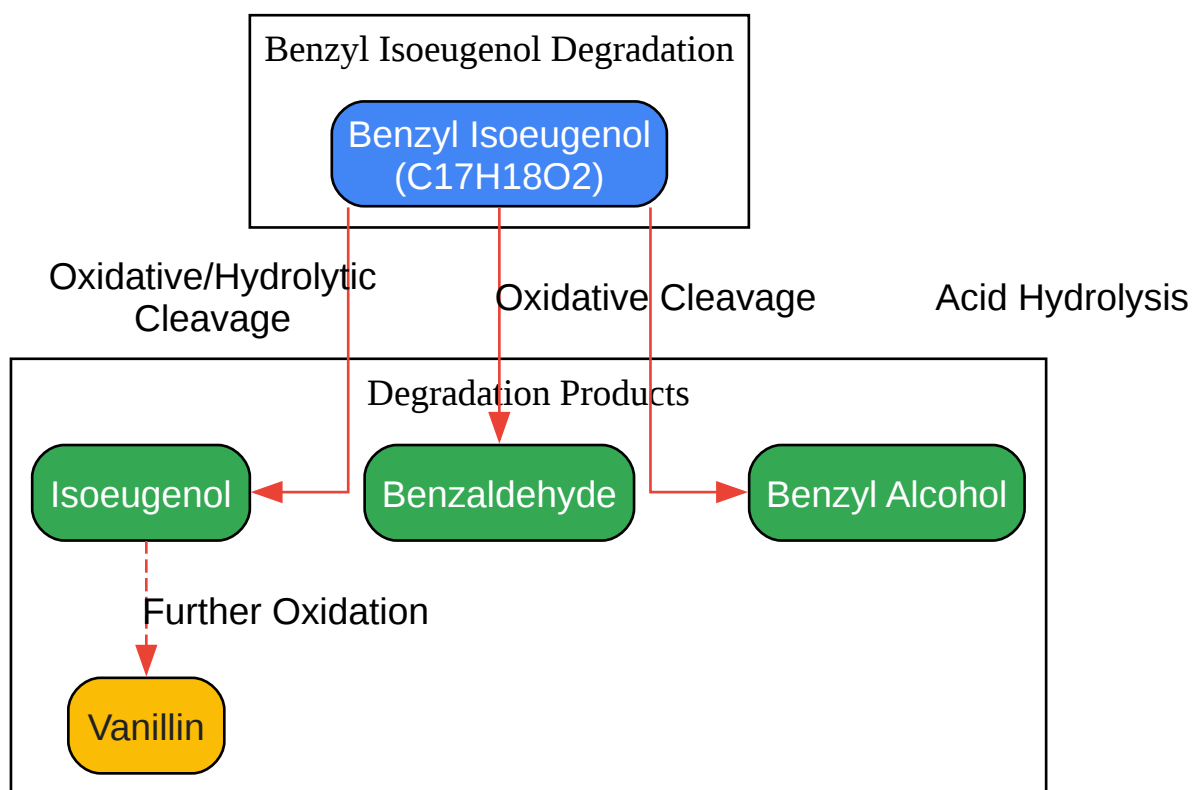 Benzyl Isoeugenol Degradation
Benzyl Isoeugenol
(C17H18O2)
Oxidative/Hydrolytic
Cleavage
Oxidative Cleavage
Acid Hydrolysis
Degradation Products
Isoeugenol
Benzaldehyde
Benzyl Alcohol
Further Oxidation
Vanillin